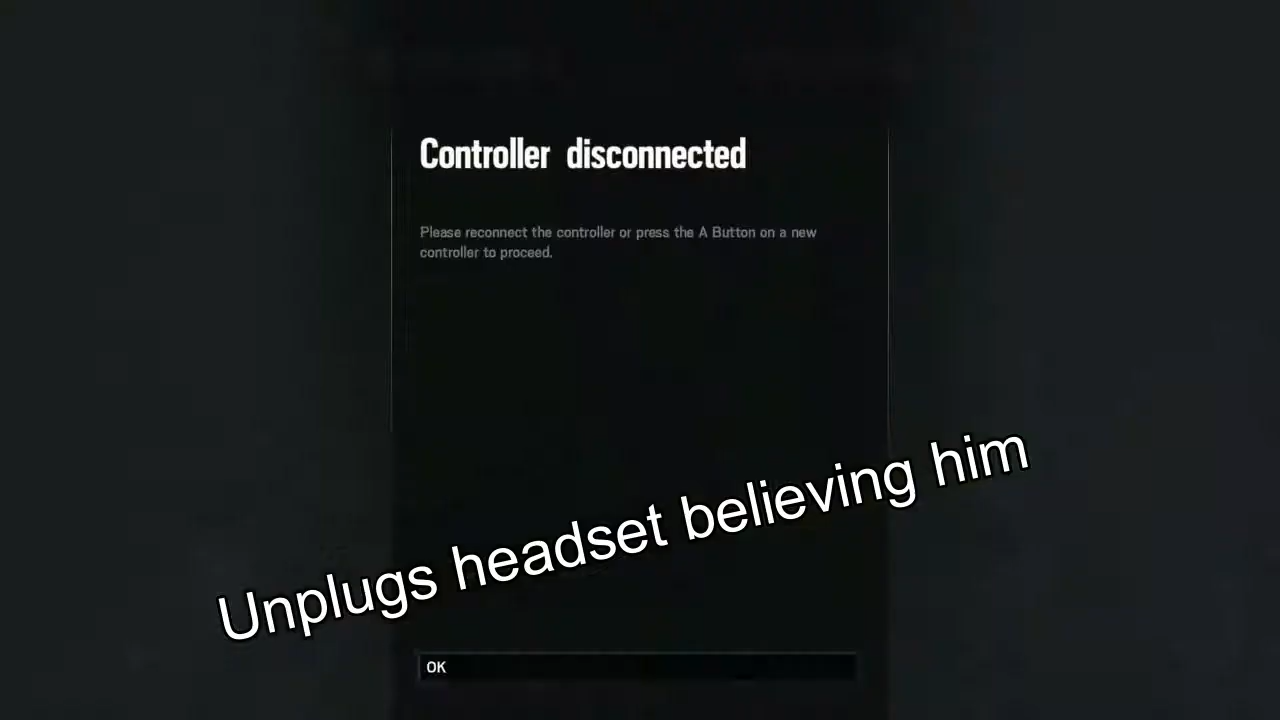 Controller disconnected
Please reconnect the controller or press the A Button on a new
controller to proceed.
Unplugs headset believing him
OK